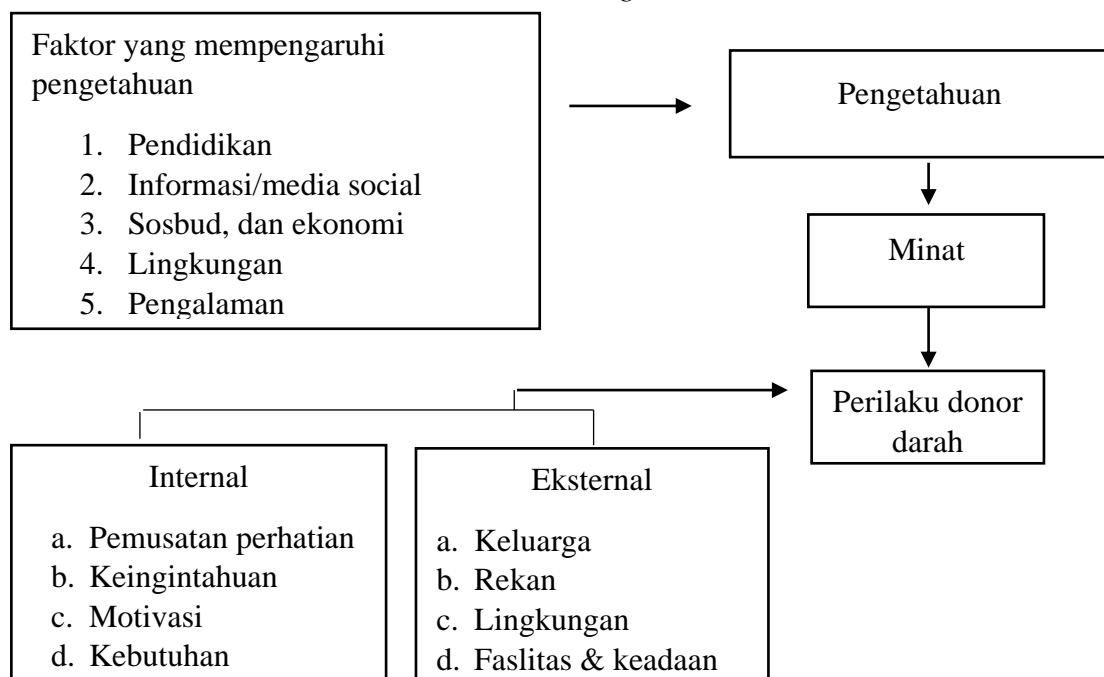 Faktor yang mempengaruhi
pengetahuan
1. Pendidikan
2. Informasi/media social
3. Sosbud, dan ekonomi
4. Lingkungan
5. Pengalaman
Pengetahuan
Minat
Perilaku donor
darah
Internal
a. Pemusatan perhatian
b. Keingintahuan
c. Motivasi
d. Kebutuhan
Eksternal
a. Keluarga
b. Rekan
c. Lingkungan
d. Faslitas & keadaan